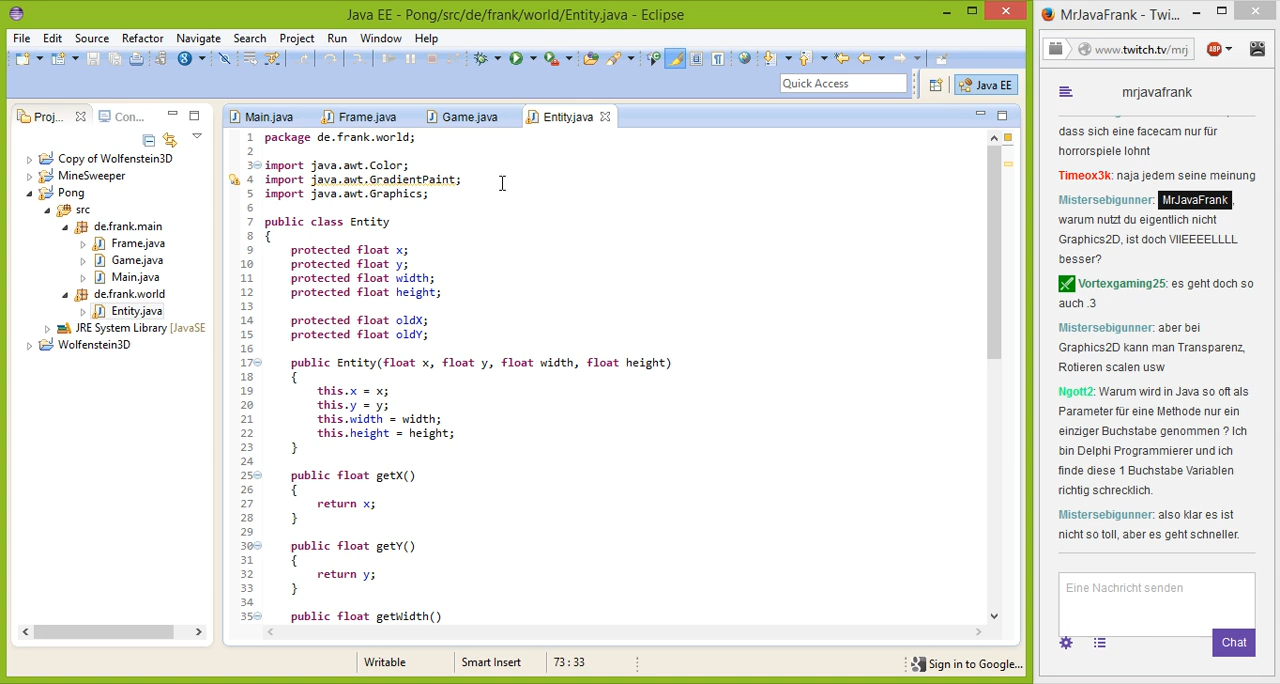 Java EE - Pong/src/de/frank/world/Entity.java - Eclipse
File Edit Source Refactor Navigate Search Project Run Window Help
Quick Access
Java EE
Proj...
Con...
Copy of Wolfenstein3D
MineSweeper
Pong
src
de.frank.main
Frame.java
Game.java
Main.java
de.frank.world
Entity.java
JRE System Library [JavaSE
Wolfenstein3D
Main.java Frame.java Game.java Entity.java
1 package de.frank.world;
2
3 import java.awt.Color;
4 import java.awt.GradientPaint;
5 import java.awt.Graphics;
6
7 public class Entity
8 {
9 protected float x;
10 protected float y;
11 protected float width;
12 protected float height;
13
14 protected float oldX;
15 protected float oldY;
16
17 public Entity(float x, float y, float width, float height)
18 {
19 this.x = x;
20 this.y = y;
21 this.width = width;
22 this.height = height;
23 }
24
25 public float getX()
26 {
27 return x;
28 }
29
30 public float getY()
31 {
32 return y;
33 }
34
35 public float getWidth()
Writable Smart Insert 73 : 33
Sign in to Google...
MrJavaFrank - Twi...
www.twitch.tv/mrj
ABP
mrjavafrank
dass sich eine facecam nur für
horrorspiele lohnt
Timeox3k: naja jedem seine meinung
Mistersebigunner: MrJavaFrank,
warum nutzt du eigentlich nicht
Graphics2D, ist doch VIEEEELLLL
besser?
Vortexgaming25: es geht doch so
auch .3
Mistersebigunner: aber bei
Graphics2D kann man Transparenz,
Rotieren scalen usw
Ngott2: Warum wird in Java so oft als
Parameter für eine Methode nur ein
einziger Buchstabe genommen ? Ich
bin Delphi Programmierer und ich
finde diese 1 Buchstabe Variablen
richtig schrecklich.
Mistersebigunner: also klar es ist
nicht so toll, aber es geht schneller.
Eine Nachricht senden
Chat